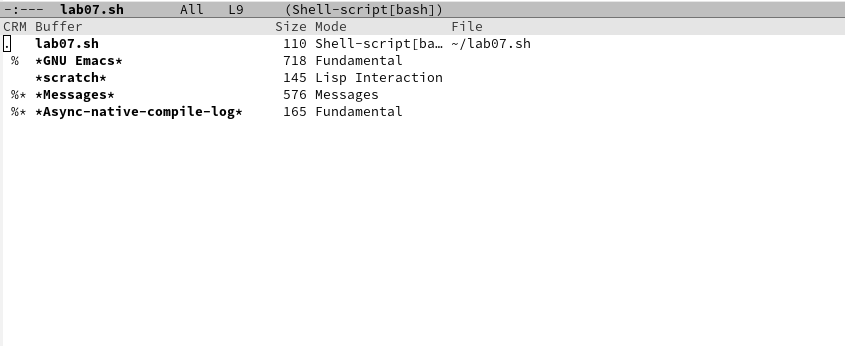 -:--- lab07.sh All L9 (Shell-script[bash])
CRM Buffer Size Mode File
. lab07.sh 110 Shell-script[ba… ~/lab07.sh
% *GNU Emacs* 718 Fundamental
*scratch* 145 Lisp Interaction
%* *Messages* 576 Messages
%* *Async-native-compile-log* 165 Fundamental